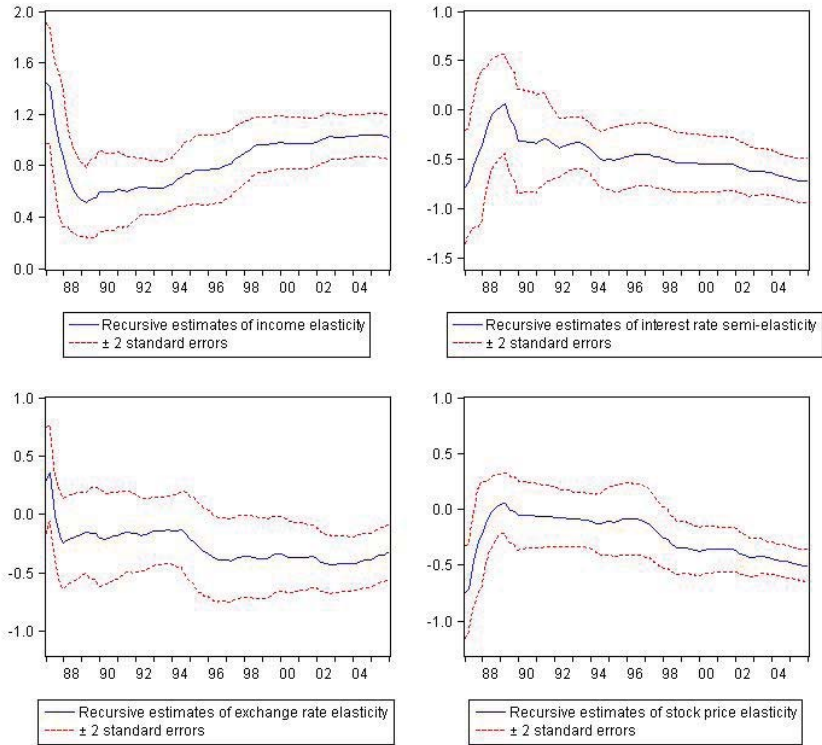 2.0
1.6
1.2
0.8
0.4
0.0
88 90 92 94 96 98 00 02 04
Recursive estimates of income elasticity
± 2 standard errors
1.0
0.5
0.0
-0.5
-1.0
-1.5
88 90 92 94 96 98 00 02 04
Recursive estimates of interest rate semi-elasticity
± 2 standard errors
1.0
0.5
0.0
-0.5
-1.0
88 90 92 94 96 98 00 02 04
Recursive estimates of exchange rate elasticity
± 2 standard errors
1.0
0.5
0.0
-0.5
-1.0
88 90 92 94 96 98 00 02 04
Recursive estimates of stock price elasticity
± 2 standard errors